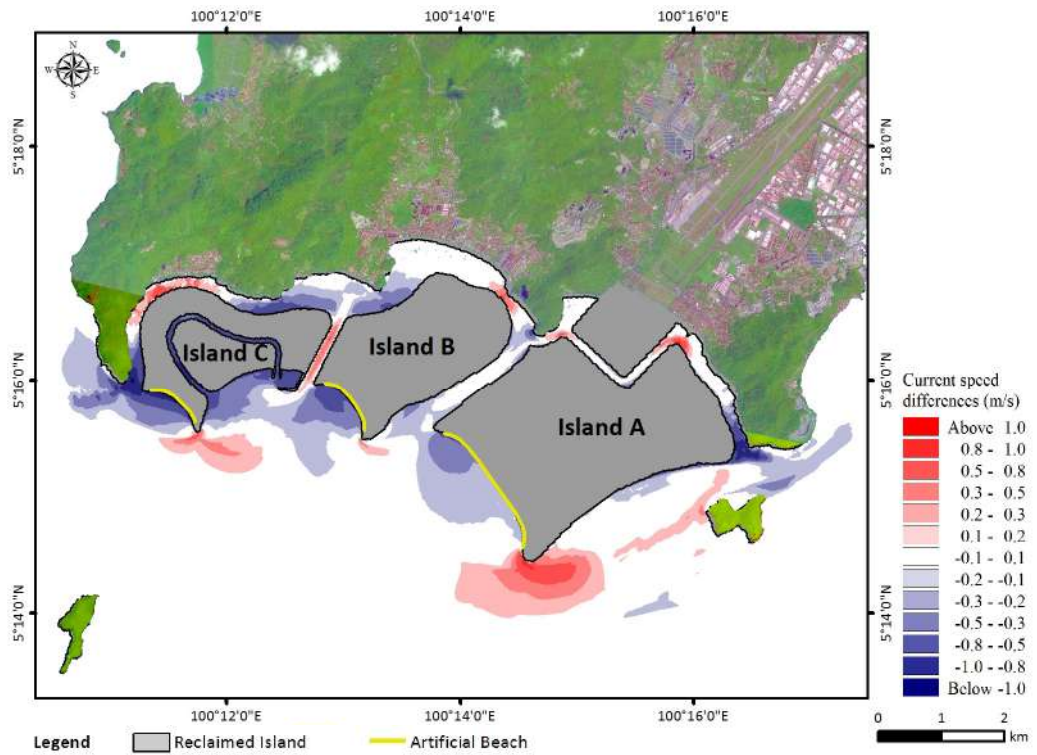 100°12'0"E 100°14'0"E 100°16'0"E
N
W E
S
5°18'0"N 5°18'0"N
Island C
Island B
5°16'0"N 5°16'0"N
Island A
5°14'0"N 5°14'0"N
100°12'0"E 100°14'0"E 100°16'0"E
Current speed
differences (m/s)
Above 1.0
0.8 - 1.0
0.5 - 0.8
0.3 - 0.5
0.2 - 0.3
0.1 - 0.2
-0.1 - 0.1
-0.2 - -0.1
-0.3 - -0.2
-0.5 - -0.3
-0.8 - -0.5
-1.0 - -0.8
Below -1.0
0 1 2
km
Legend Reclaimed Island Artificial Beach